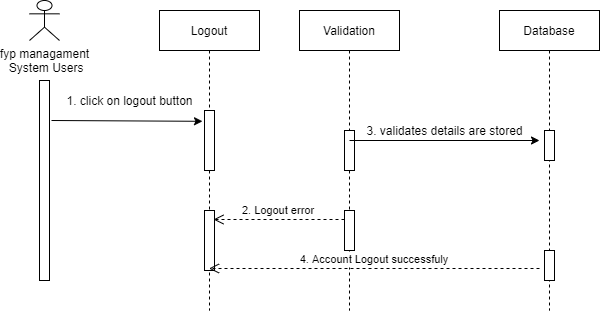 Logout
Validation
Database
fyp managament
System Users
1. click on logout button
3. validates details are stored
2. Logout error
4. Account Logout successfuly